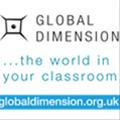 GLOBAL
DIMENSION
...the world in
your classroom
globaldimension.org.uk